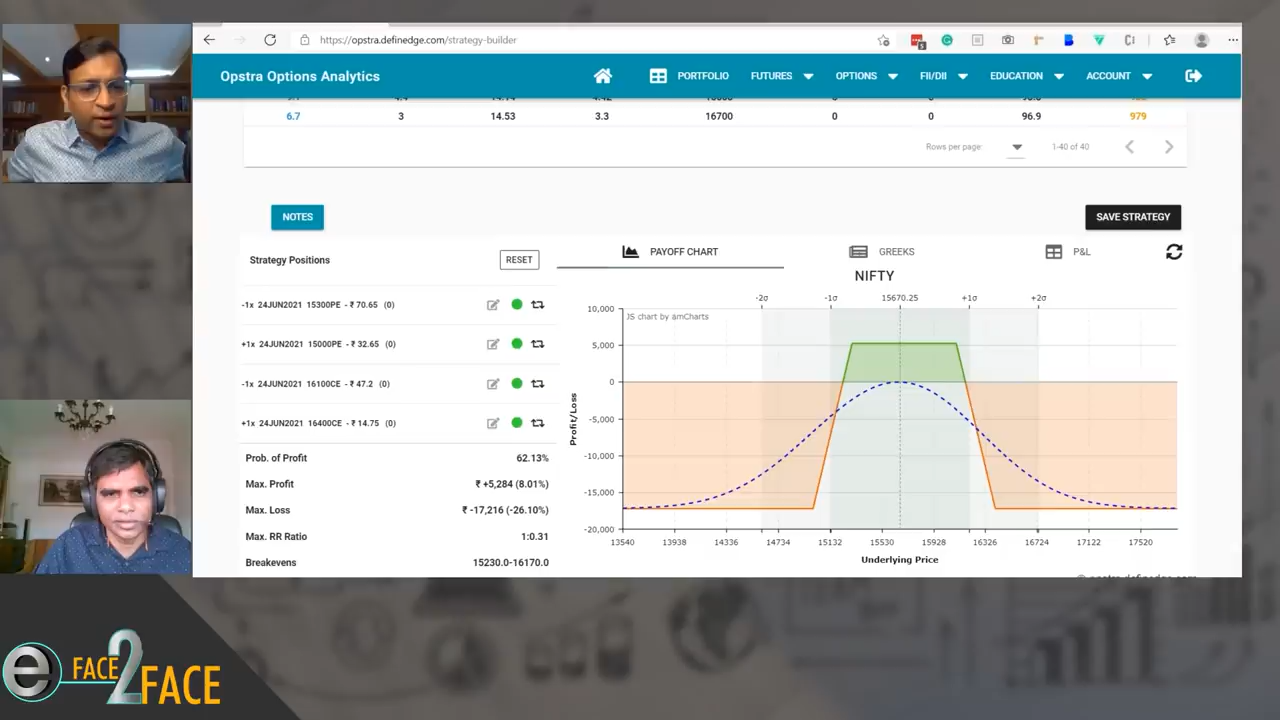 https://opstra.definedge.com/strategy-builder
Opstra Options Analytics
PORTFOLIO
FUTURES
OPTIONS
FII/DII
EDUCATION
ACCOUNT
6.7 3 14.53 3.3 16700 0 0 96.9 979
Rows per page:
1-40 of 40
NOTES
SAVE STRATEGY
Strategy Positions
RESET
PAYOFF CHART
GREEKS
P&L
NIFTY
-1x 24JUN2021 15300PE - ₹ 70.65 (0)
+1x 24JUN2021 15000PE - ₹ 32.65 (0)
-1x 24JUN2021 16100CE - ₹ 47.2 (0)
+1x 24JUN2021 16400CE - ₹ 14.75 (0)
Prob. of Profit 62.13%
Max. Profit ₹ +5,284 (8.01%)
Max. Loss ₹ -17,216 (-26.10%)
Max. RR Ratio 1:0.31
Breakevens 15230.0-16170.0
-2σ -1σ 15670.25 +1σ +2σ
JS chart by amCharts
10,000
5,000
0
-5,000
-10,000
-15,000
-20,000
Profit/Loss
13540 13938 14336 14734 15132 15530 15928 16326 16724 17122 17520
Underlying Price
e
FACE
2
FACE